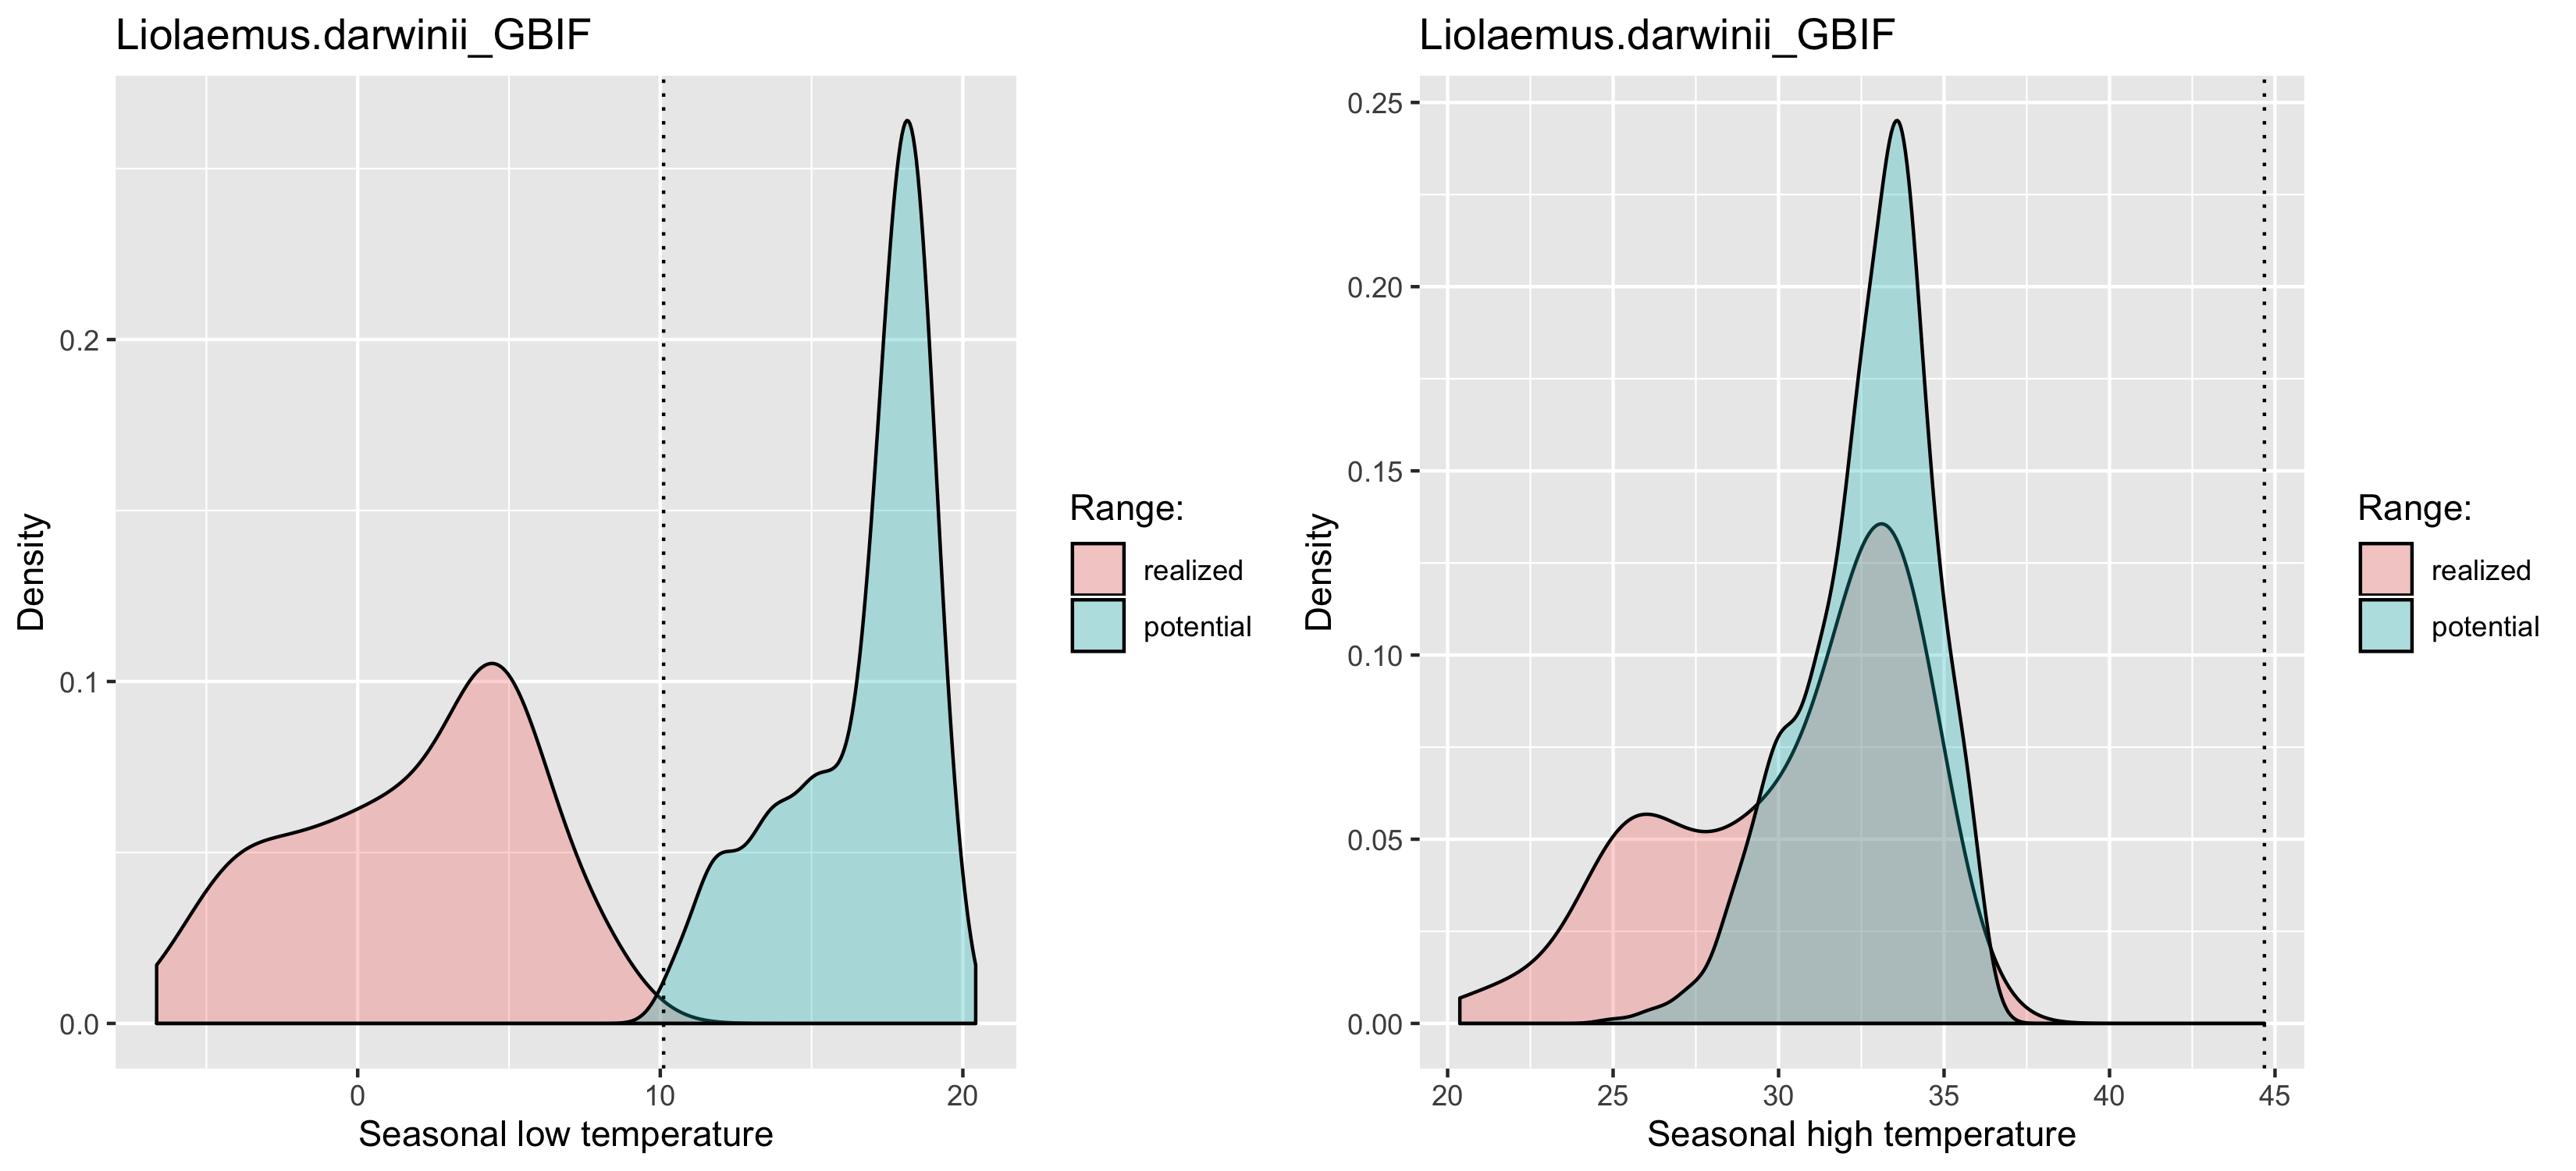 Liolaemus.darwinii_GBIF
0.2
0.1
0.0
Density
0 10 20
Seasonal low temperature
Range:
realized
potential
Liolaemus.darwinii_GBIF
0.25
0.20
0.15
0.10
0.05
0.00
Density
20 25 30 35 40 45
Seasonal high temperature
Range:
realized
potential